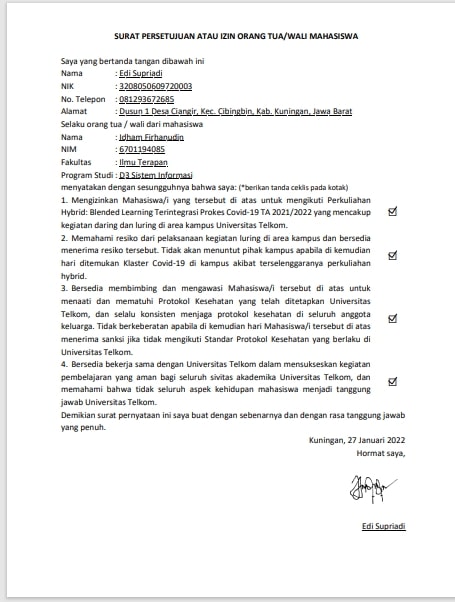 SURAT PERSETUJUAN ATAU IZIN ORANG TUA/WALI MAHASISWA
Saya yang bertanda tangan dibawah ini
Nama : Edi Supriadi
NIK : 3208050609720003
No. Telepon : 081293672685
Alamat : Dusun 1 Desa Ciangir, Kec. Cibingbin, Kab. Kuningan, Jawa Barat
Selaku orang tua / wali dari mahasiswa
Nama : Idham Firhanudin
NIM : 6701194085
Fakultas : Ilmu Terapan
Program Studi : D3 Sistem Informasi
menyatakan dengan sesungguhnya bahwa saya: (*berikan tanda ceklis pada kotak)
1. Mengizinkan Mahasiswa/i yang tersebut di atas untuk mengikuti Perkuliahan
Hybrid: Blended Learning Terintegrasi Prokes Covid-19 TA 2021/2022 yang mencakup
kegiatan daring dan luring di area kampus Universitas Telkom.
2. Memahami resiko dari pelaksanaan kegiatan luring di area kampus dan bersedia
menerima resiko tersebut. Tidak akan menuntut pihak kampus apabila di kemudian
hari ditemukan Klaster Covid-19 di kampus akibat terselenggaranya perkuliahan
hybrid.
3. Bersedia membimbing dan mengawasi Mahasiswa/i tersebut di atas untuk
menaati dan mematuhi Protokol Kesehatan yang telah ditetapkan Universitas
Telkom, dan selalu konsisten menjaga protokol kesehatan di seluruh anggota
keluarga. Tidak berkeberatan apabila di kemudian hari Mahasiswa/i tersebut di atas
menerima sanksi jika tidak mengikuti Standar Protokol Kesehatan yang berlaku di
Universitas Telkom.
4. Bersedia bekerja sama dengan Universitas Telkom dalam mensukseskan kegiatan
pembelajaran yang aman bagi seluruh sivitas akademika Universitas Telkom, dan
memahami bahwa tidak seluruh aspek kehidupan mahasiswa menjadi tanggung
jawab Universitas Telkom.
Demikian surat pernyataan ini saya buat dengan sebenarnya dan dengan rasa tanggung jawab
yang penuh.
Kuningan, 27 Januari 2022
Hormat saya,
Edi Supriadi